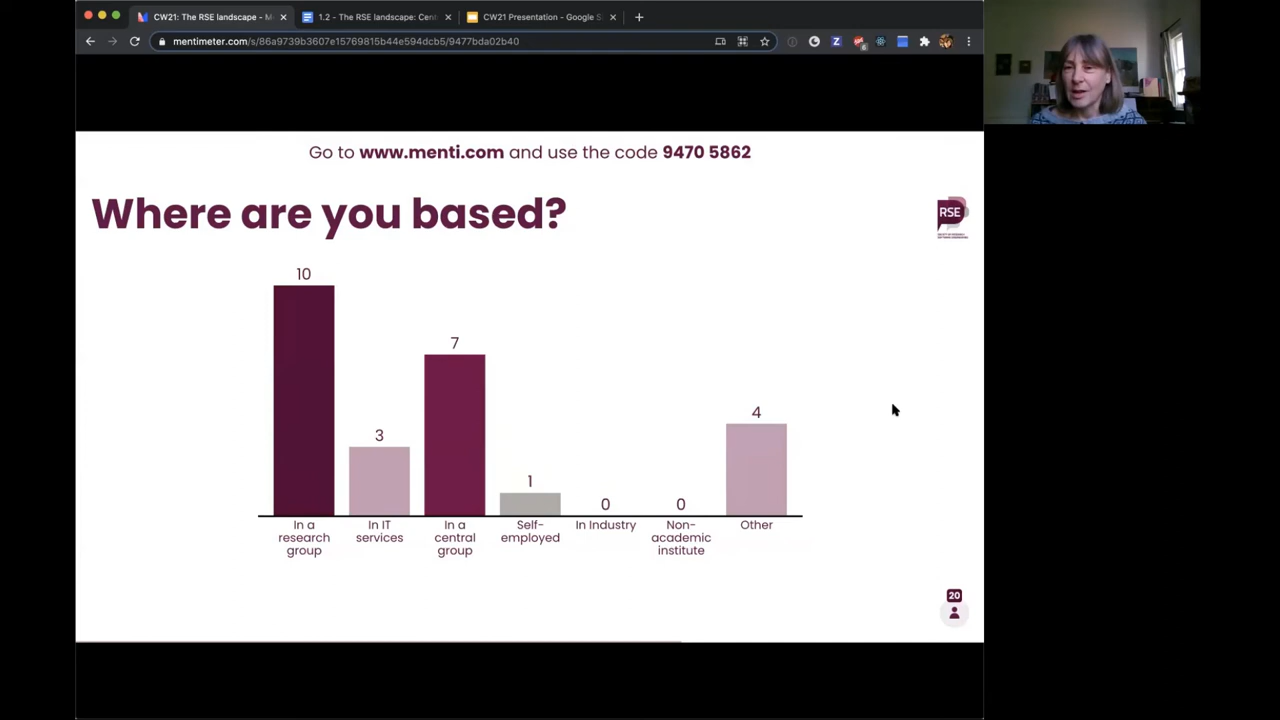 CW21: The RSE landscape - M
1.2 - The RSE landscape: Cen
CW21 Presentation - Google S
mentimeter.com/s/86a9739b3607e15769815b44e594dcb5/9477bda02b40
Go to www.menti.com and use the code 9470 5862
Where are you based?
RSE
10
3
7
1
0
0
4
In a
research
group
In IT
services
In a
central
group
Self-
employed
In Industry
Non-
academic
institute
Other
20